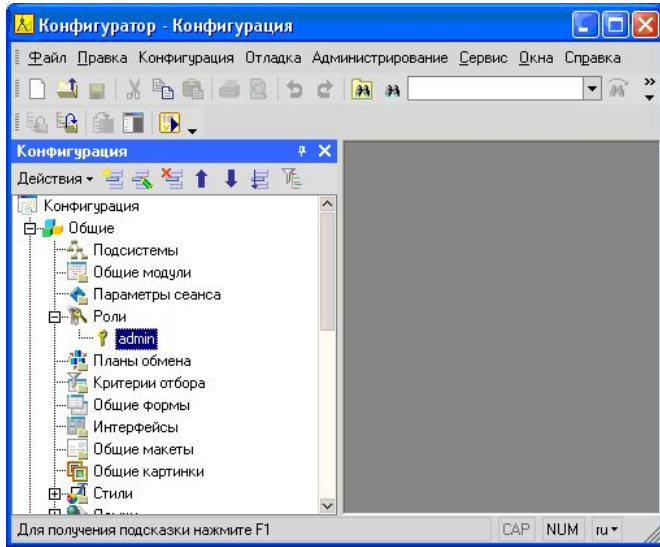 Конфигуратор - Конфигурация
Файл Правка Конфигурация Отладка Администрирование Сервис Окна Справка
Конфигурация
Действия
Конфигурация
Общие
Подсистемы
Общие модули
Параметры сеанса
Роли
admin
Планы обмена
Критерии отбора
Общие формы
Интерфейсы
Общие макеты
Общие картинки
Стили
Для получения подсказки нажмите F1
CAP NUM ru